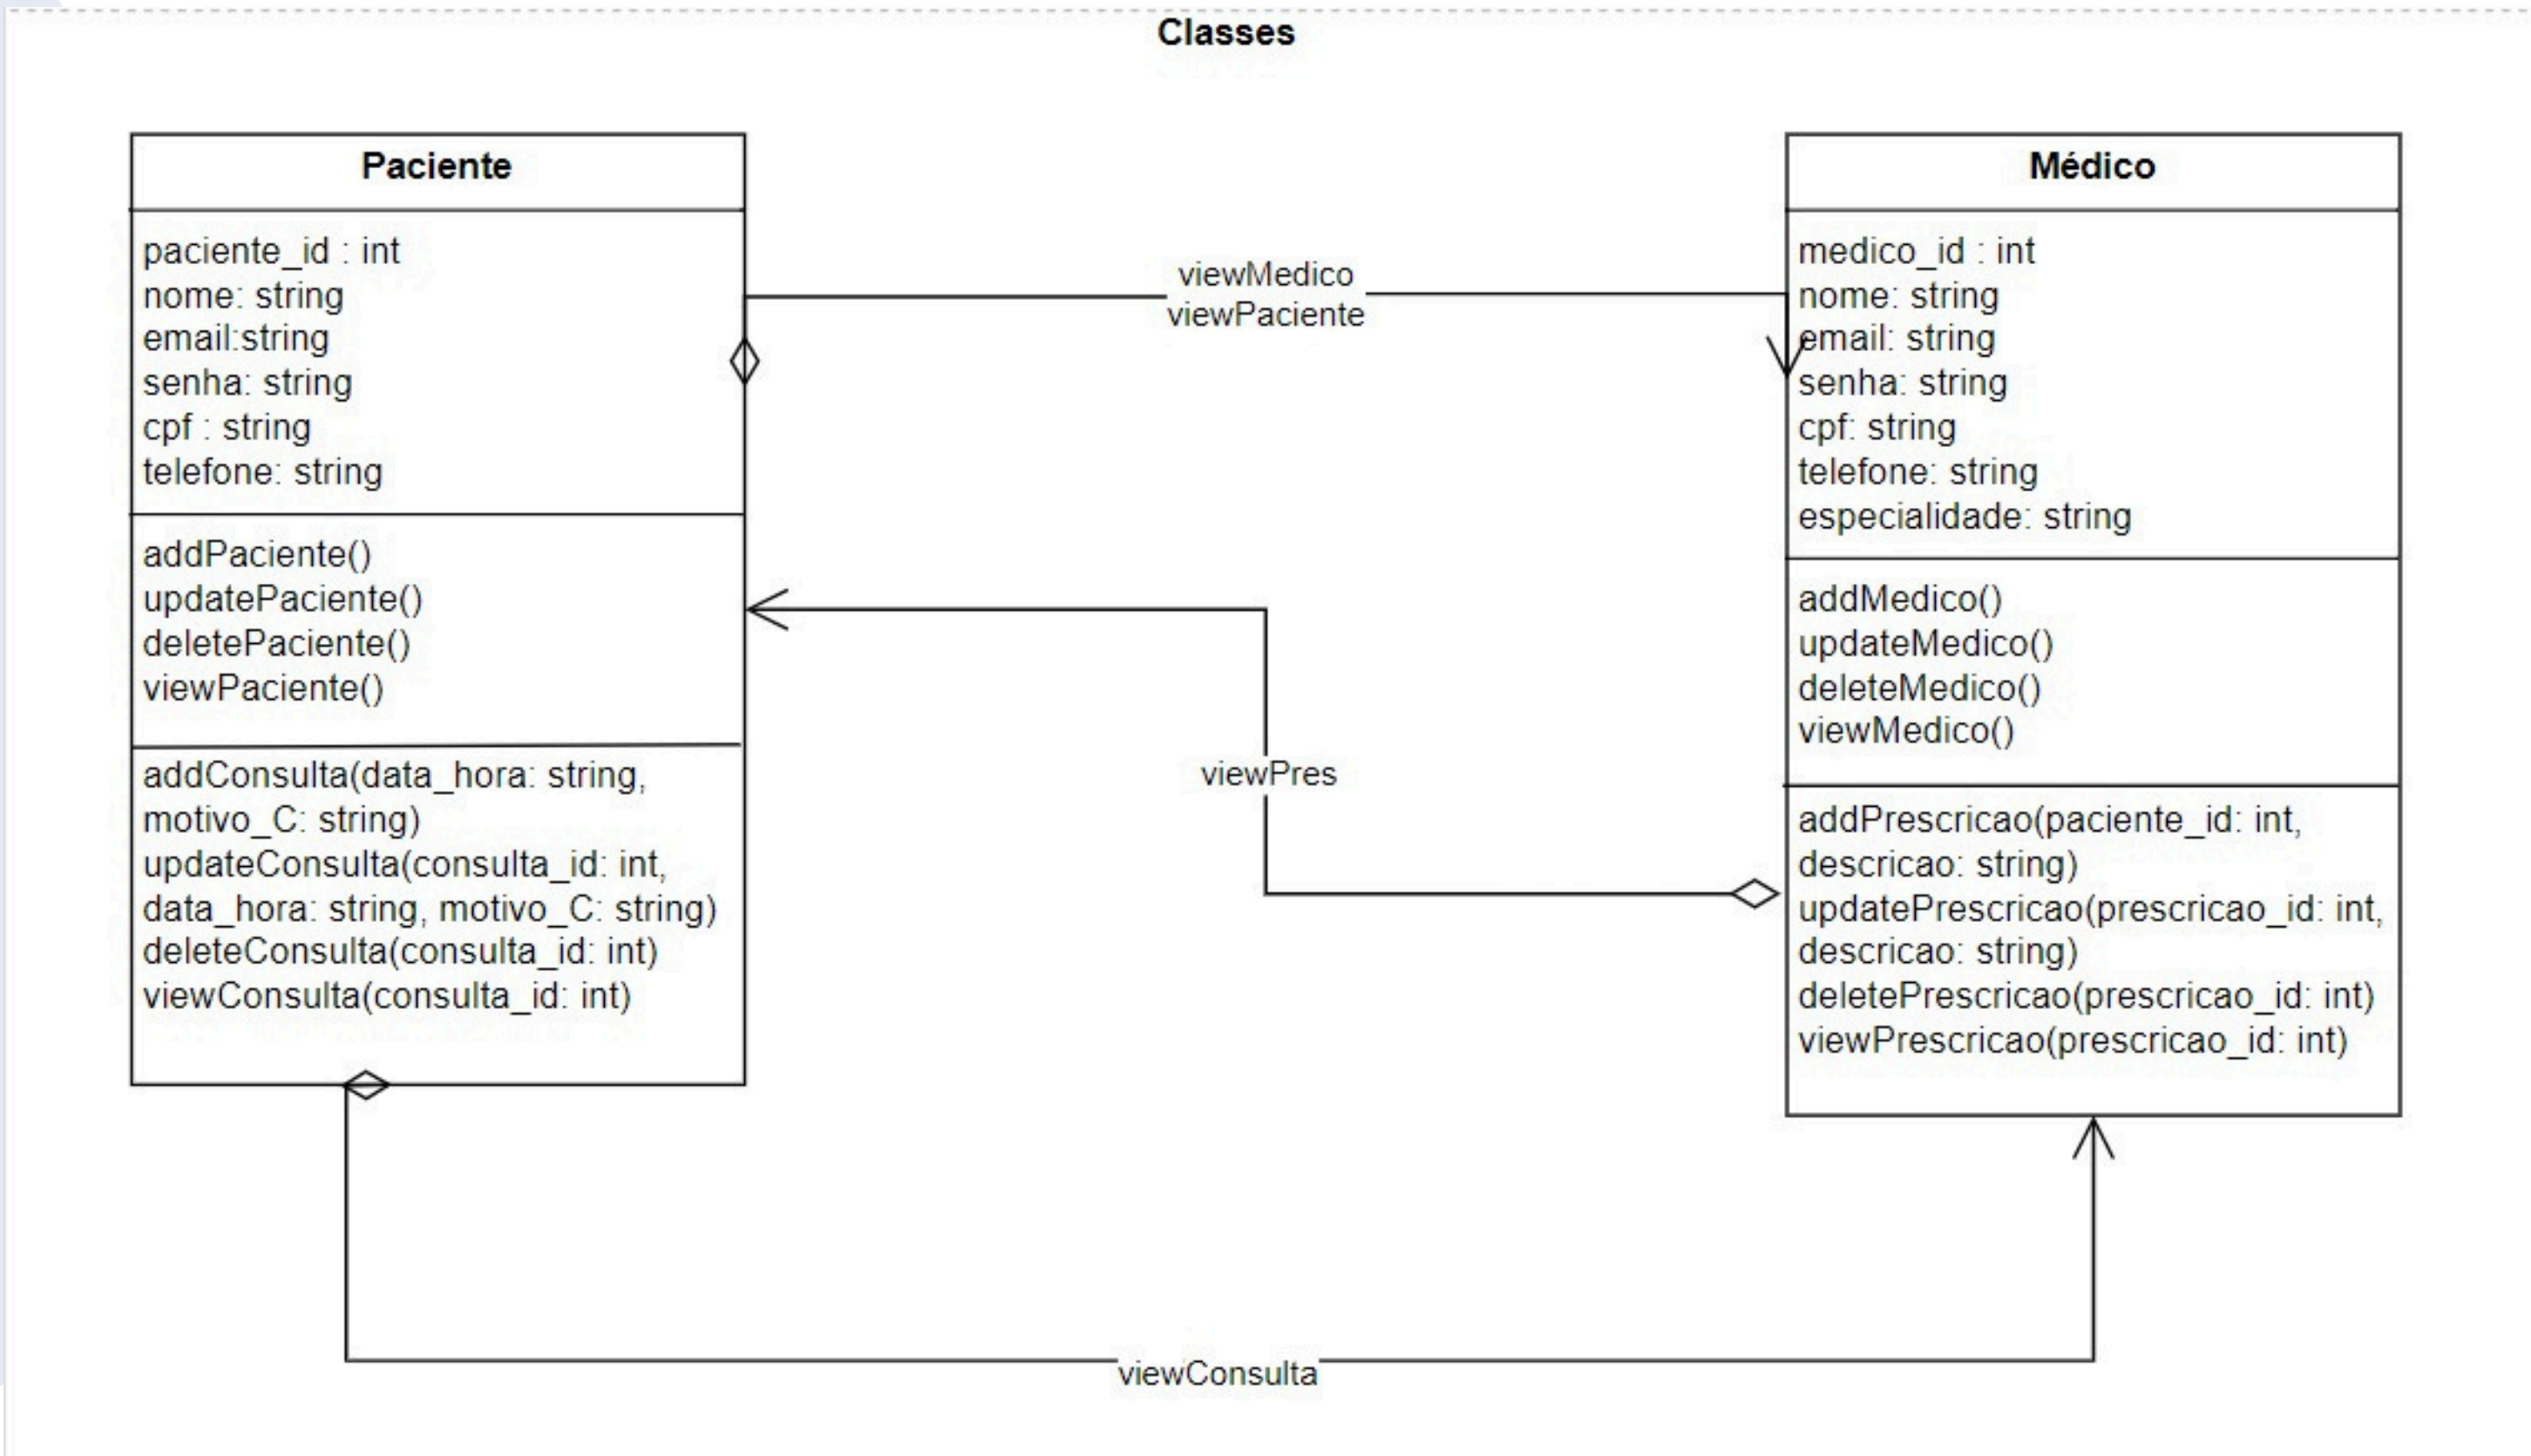 Classes
Paciente
paciente_id : int
nome: string
email:string
senha: string
cpf : string
telefone: string
addPaciente()
updatePaciente()
deletePaciente()
viewPaciente()
addConsulta(data_hora: string,
motivo_C: string)
updateConsulta(consulta_id: int,
data_hora: string, motivo_C: string)
deleteConsulta(consulta_id: int)
viewConsulta(consulta_id: int)
viewMedico
viewPaciente
viewPres
viewConsulta
Médico
medico_id : int
nome: string
email: string
senha: string
cpf: string
telefone: string
especialidade: string
addMedico()
updateMedico()
deleteMedico()
viewMedico()
addPrescricao(paciente_id: int,
descricao: string)
updatePrescricao(prescricao_id: int,
descricao: string)
deletePrescricao(prescricao_id: int)
viewPrescricao(prescricao_id: int)